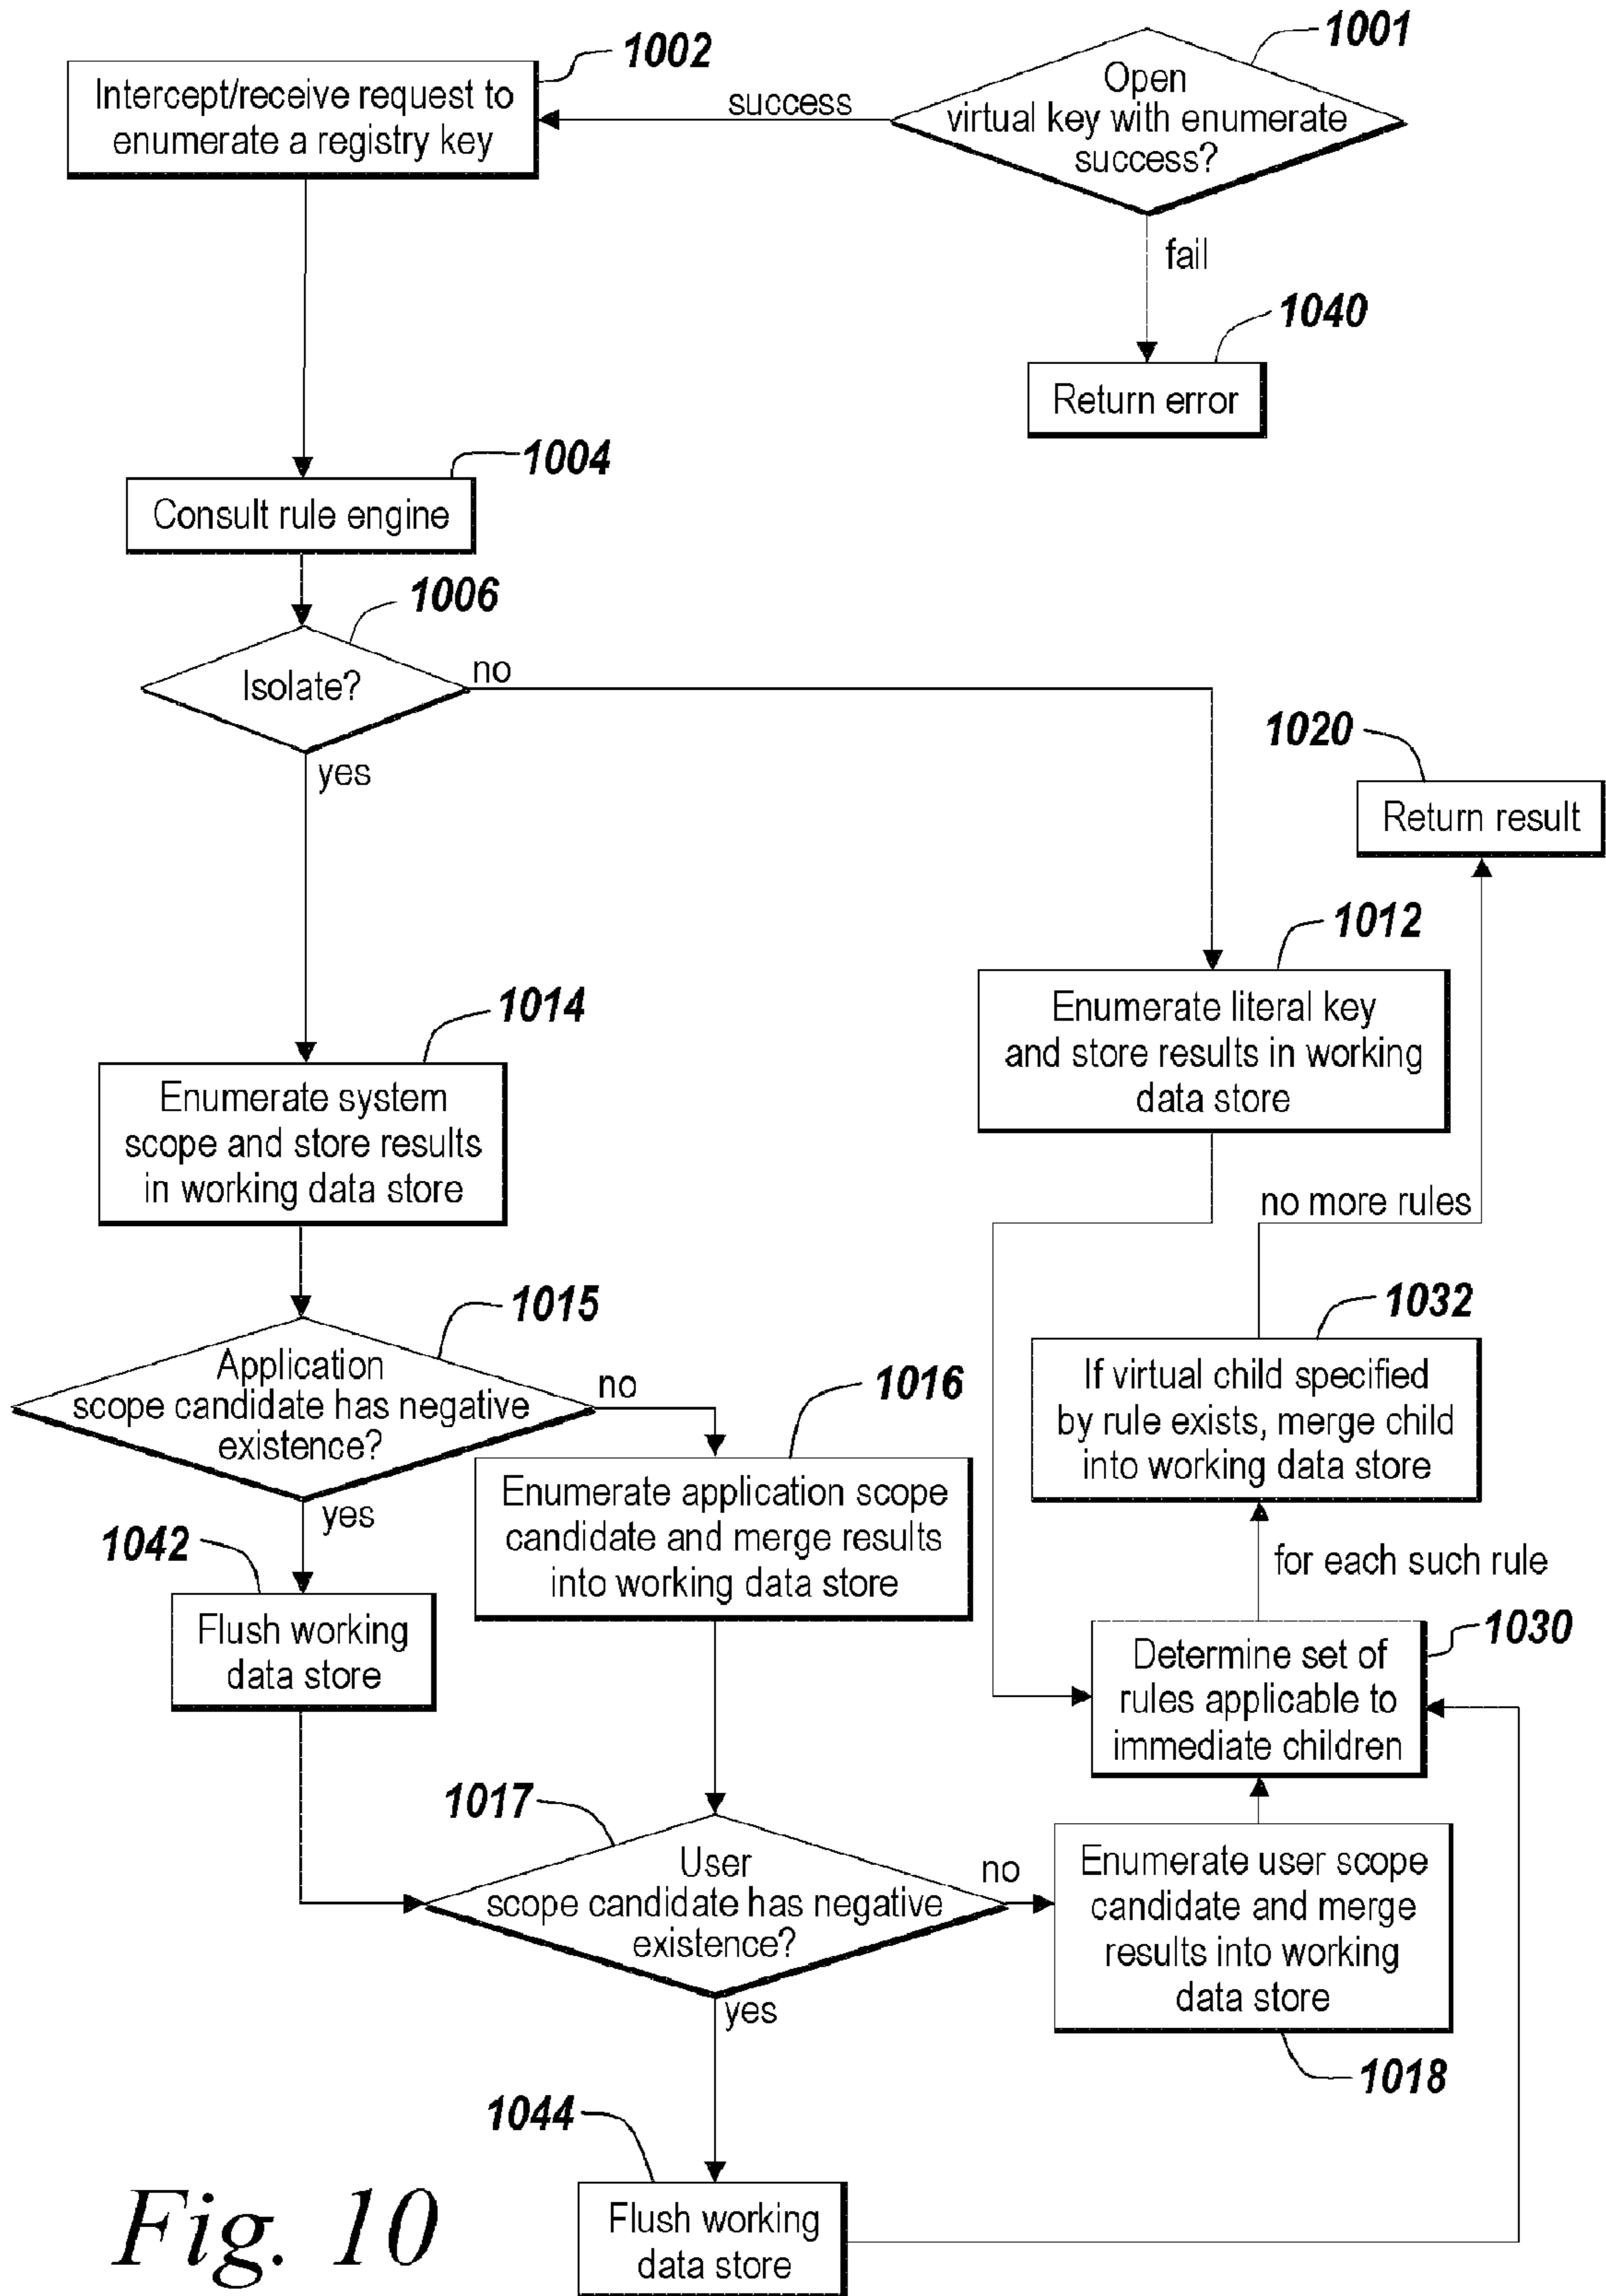 1001
Open
virtual key with enumerate
success?
success
1002
Intercept/receive request to
enumerate a registry key
fail
1040
Return error
1004
Consult rule engine
1006
Isolate?
no
yes
1020
Return result
1012
Enumerate literal key
and store results in working
data store
1014
Enumerate system
scope and store results
in working data store
no more rules
1015
Application
scope candidate has negative
existence?
no
yes
1016
Enumerate application scope
candidate and merge results
into working data store
1032
If virtual child specified
by rule exists, merge child
into working data store
for each such rule
1042
Flush working
data store
1030
Determine set of
rules applicable to
immediate children
1017
User
scope candidate has negative
existence?
no
yes
Enumerate user scope
candidate and merge
results into working
data store
1018
1044
Flush working
data store
Fig. 10